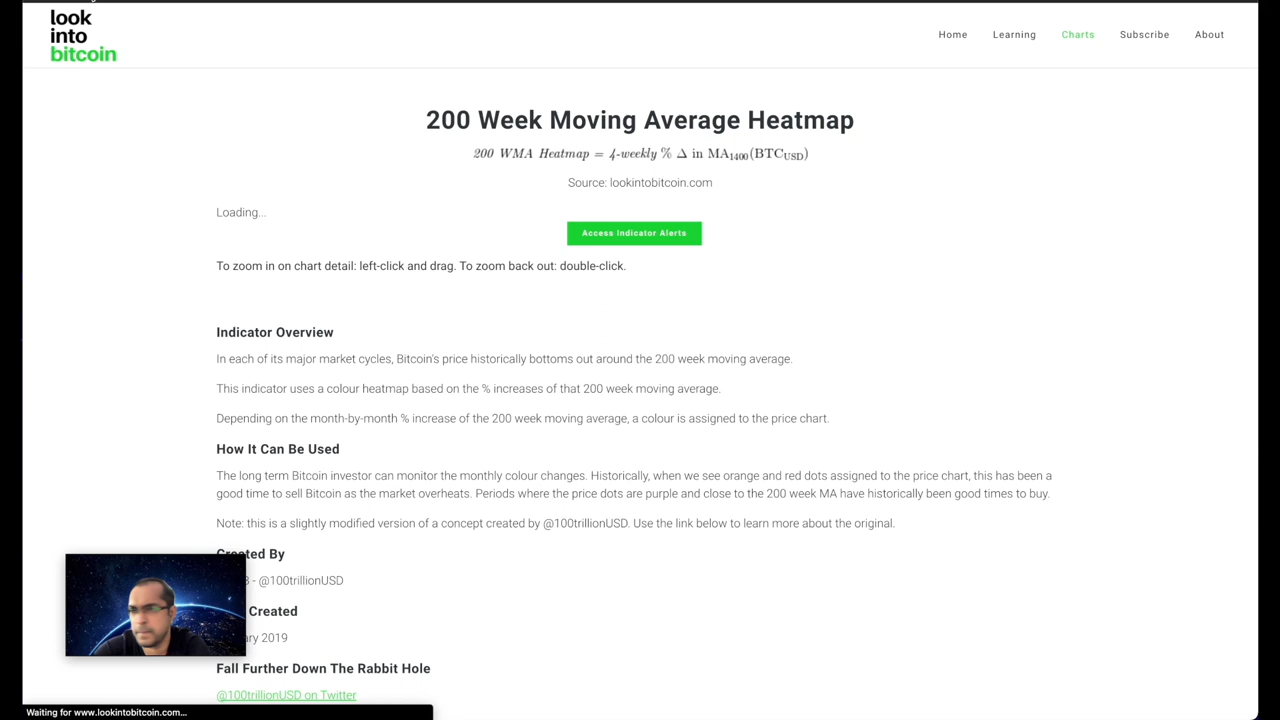 look
into
bitcoin
Home Learning Charts Subscribe About
200 Week Moving Average Heatmap
200 WMA Heatmap = 4-weekly % Δ in MA1400(BTCUSD)
Source: lookintobitcoin.com
Loading...
Access Indicator Alerts
To zoom in on chart detail: left-click and drag. To zoom back out: double-click.
Indicator Overview
In each of its major market cycles, Bitcoin's price historically bottoms out around the 200 week moving average.
This indicator uses a colour heatmap based on the % increases of that 200 week moving average.
Depending on the month-by-month % increase of the 200 week moving average, a colour is assigned to the price chart.
How It Can Be Used
The long term Bitcoin investor can monitor the monthly colour changes. Historically, when we see orange and red dots assigned to the price chart, this has been a
good time to sell Bitcoin as the market overheats. Periods where the price dots are purple and close to the 200 week MA have historically been good times to buy.
Note: this is a slightly modified version of a concept created by @100trillionUSD. Use the link below to learn more about the original.
Created By
- @100trillionUSD
Created
2019
Fall Further Down The Rabbit Hole
@100trillionUSD on Twitter
Waiting for www.lookintobitcoin.com...